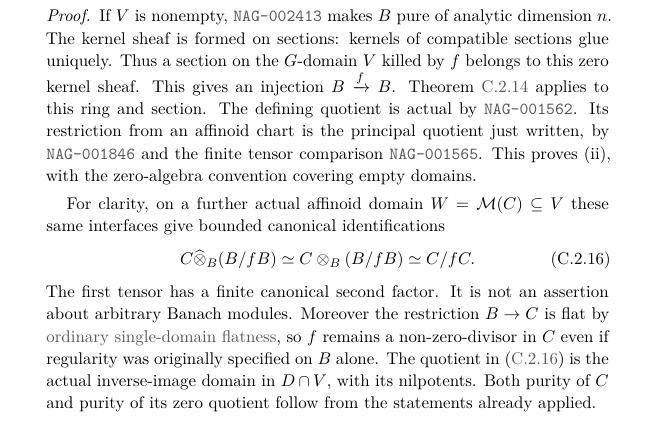 Proof. If V is nonempty, NAG-002413 makes B pure of analytic dimension n.
The kernel sheaf is formed on sections: kernels of compatible sections glue
uniquely. Thus a section on the G-domain V killed by f belongs to this zero
kernel sheaf. This gives an injection B \xrightarrow{f} B. Theorem C.2.14 applies to
this ring and section. The defining quotient is actual by NAG-001562. Its
restriction from an affinoid chart is the principal quotient just written, by
NAG-001846 and the finite tensor comparison NAG-001565. This proves (ii),
with the zero-algebra convention covering empty domains.
For clarity, on a further actual affinoid domain W = ℳ(C) ⊆ V these
same interfaces give bounded canonical identifications
C⊗̂_B(B/fB) ≃ C ⊗_B (B/fB) ≃ C/fC. (C.2.16)
The first tensor has a finite canonical second factor. It is not an assertion
about arbitrary Banach modules. Moreover the restriction B → C is flat by
ordinary single-domain flatness, so f remains a non-zero-divisor in C even if
regularity was originally specified on B alone. The quotient in (C.2.16) is the
actual inverse-image domain in D ∩ V, with its nilpotents. Both purity of C
and purity of its zero quotient follow from the statements already applied.